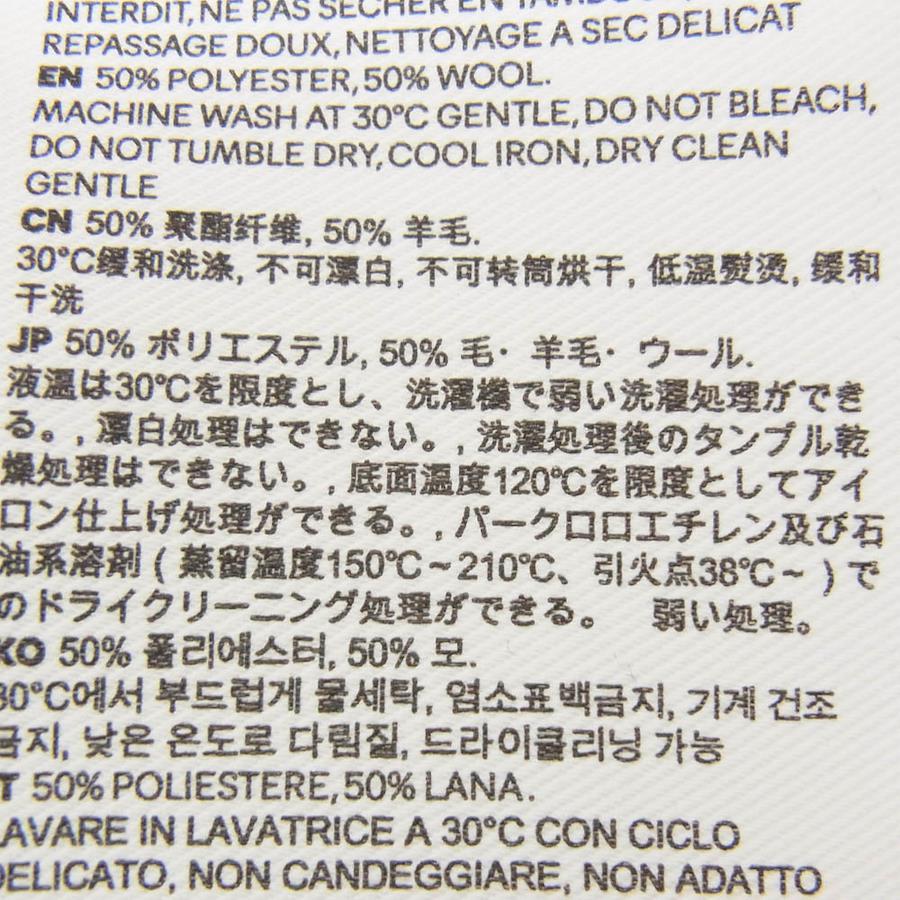 INTERDIT, NE PAS SECHER EN
REPASSAGE DOUX, NETTOYAGE A SEC DELICAT
EN 50% POLYESTER, 50% WOOL.
MACHINE WASH AT 30°C GENTLE, DO NOT BLEACH,
DO NOT TUMBLE DRY, COOL IRON, DRY CLEAN
GENTLE
CN 50% 聚酯纤维, 50% 羊毛.
30°C缓和洗涤, 不可漂白, 不可转筒烘干, 低温熨烫, 缓和
干洗
JP 50% ポリエステル, 50% 毛・羊毛・ウール.
液温は30℃を限度とし、洗濯機で弱い洗濯処理ができ
る。, 漂白処理はできない。, 洗濯処理後のタンブル乾
燥処理はできない。, 底面温度120℃を限度としてアイ
ロン仕上げ処理ができる。, パークロロエチレン及び石
油系溶剤 ( 蒸留温度150℃~210℃、引火点38℃~ ) で
のドライクリーニング処理ができる。 弱い処理。
KO 50% 폴리에스터, 50% 모.
30°C에서 부드럽게 물세탁, 염소표백금지, 기계 건조
금지, 낮은 온도로 다림질, 드라이클리닝 가능
T 50% POLIESTERE, 50% LANA.
LAVARE IN LAVATRICE A 30°C CON CICLO
DELICATO, NON CANDEGGIARE, NON ADATTO